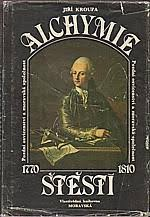 JIŘÍ KROUPA
ALCHYMIE
Pozdní osvícenství a moravská společnost
Pozdní osvícenství a moravská společnost
1770
1810
ŠTĚSTÍ
Vlastivědná knihovna
MORAVSKÁ